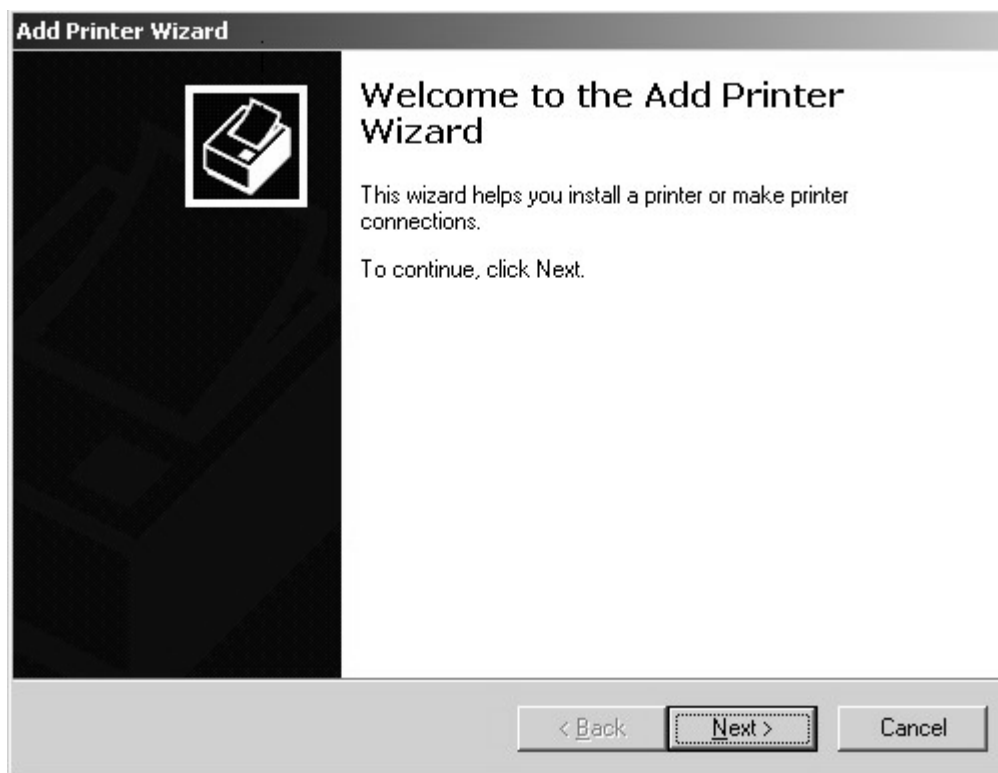 Add Printer Wizard
Welcome to the Add Printer
Wizard
This wizard helps you install a printer or make printer
connections.
To continue, click Next.
< Back
Next >
Cancel